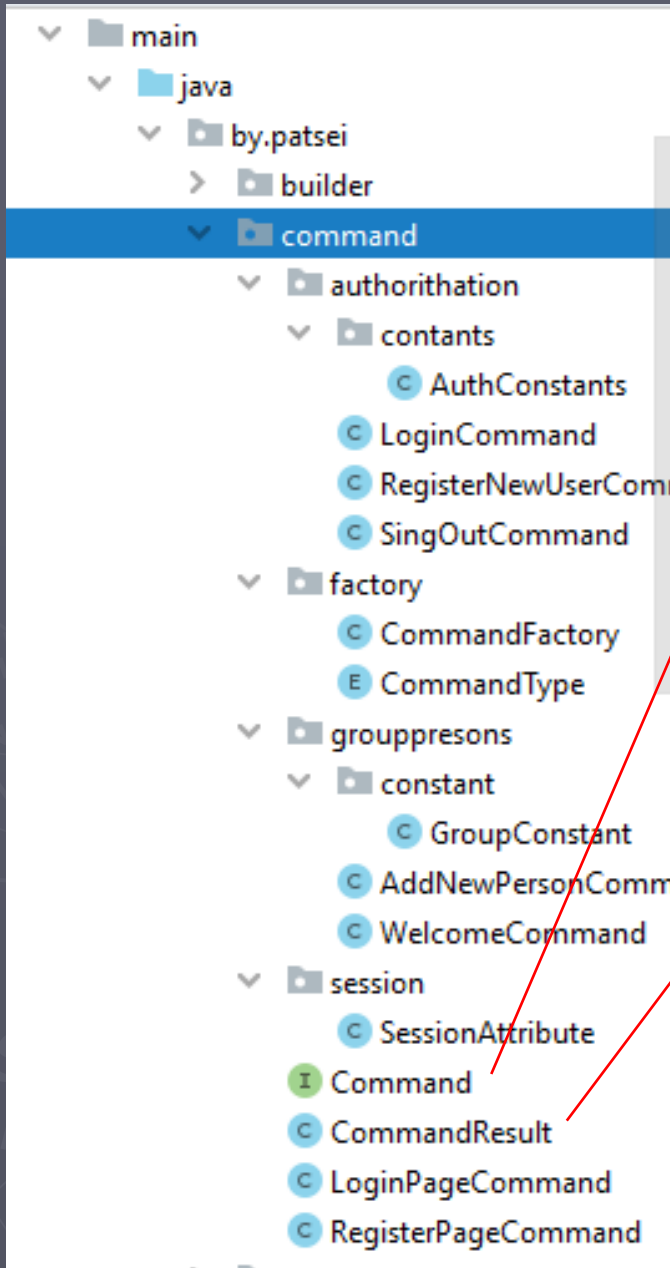 main
java
by.patsei
builder
command
authorithation
contants
C AuthConstants
C LoginCommand
C RegisterNewUserComm
C SingOutCommand
factory
C CommandFactory
E CommandType
grouppresons
constant
C GroupConstant
C AddNewPersonComm
C WelcomeCommand
session
C SessionAttribute
I Command
C CommandResult
C LoginPageCommand
C RegisterPageCommand